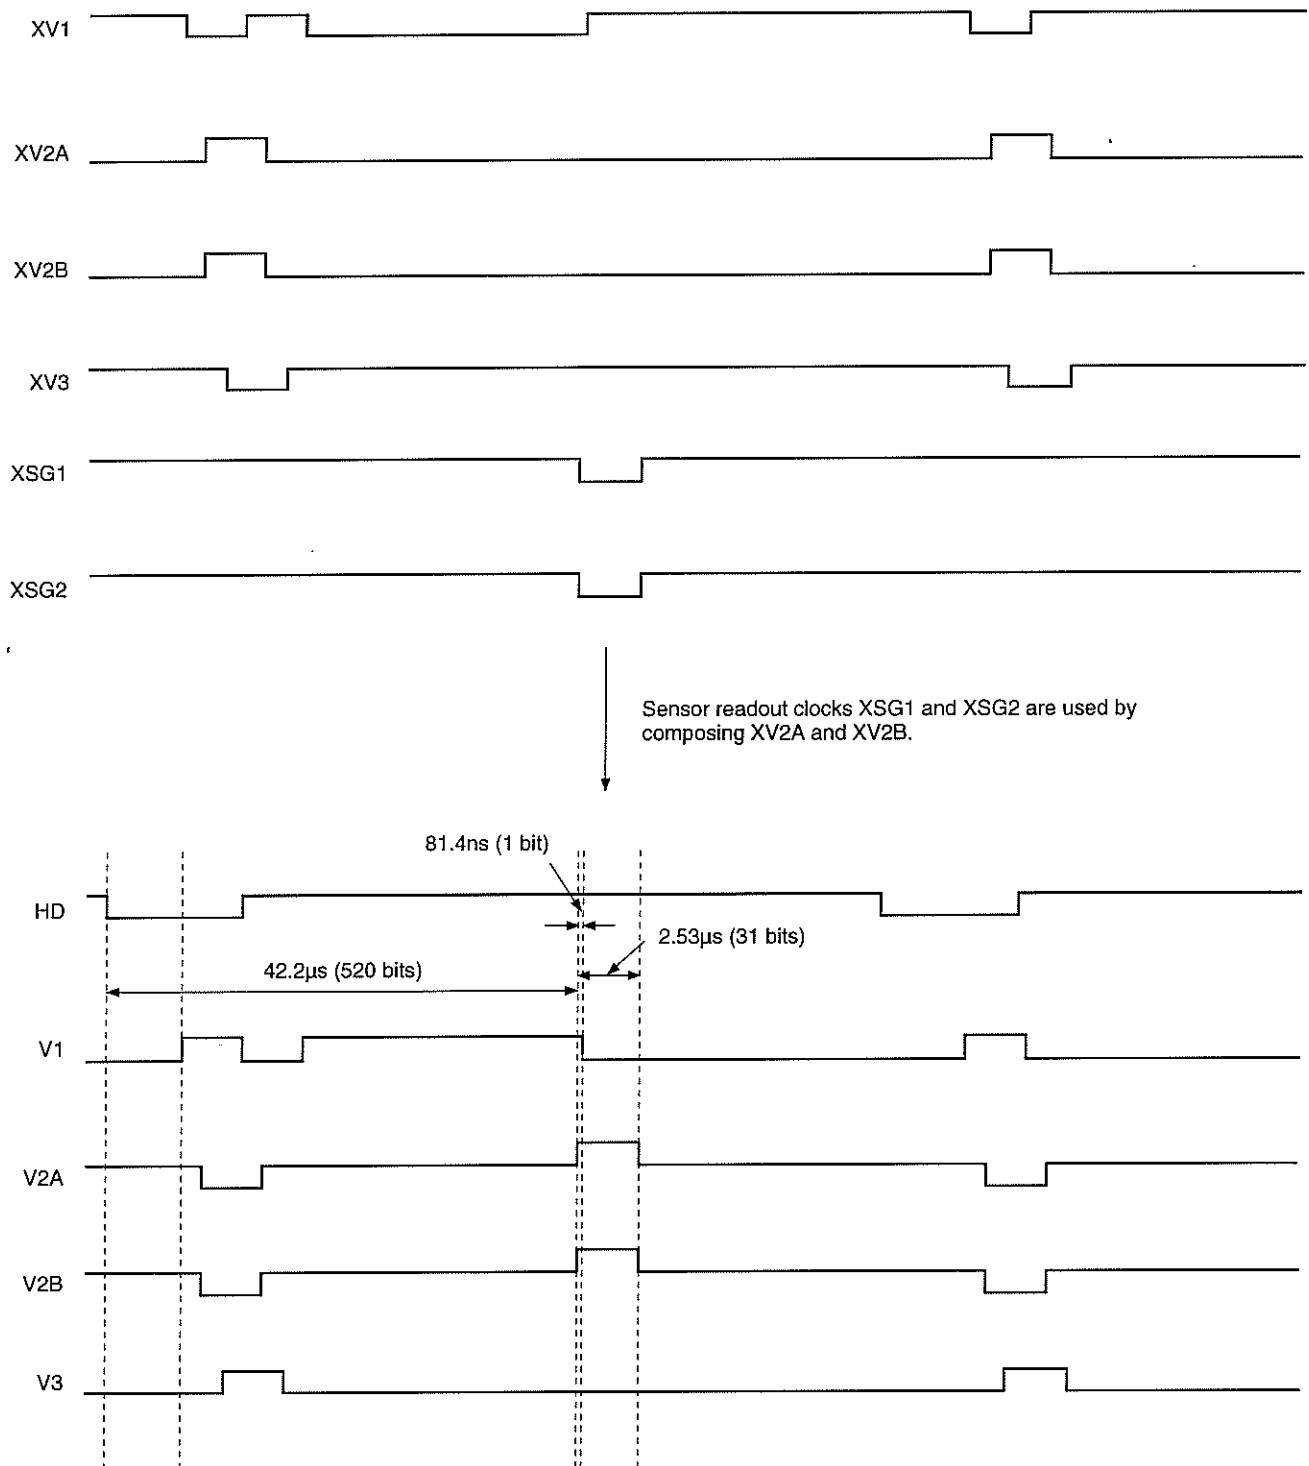 XV1
XV2A
XV2B
XV3
XSG1
XSG2
Sensor readout clocks XSG1 and XSG2 are used by
composing XV2A and XV2B.
81.4ns (1 bit)
HD
2.53µs (31 bits)
42.2µs (520 bits)
V1
V2A
V2B
V3